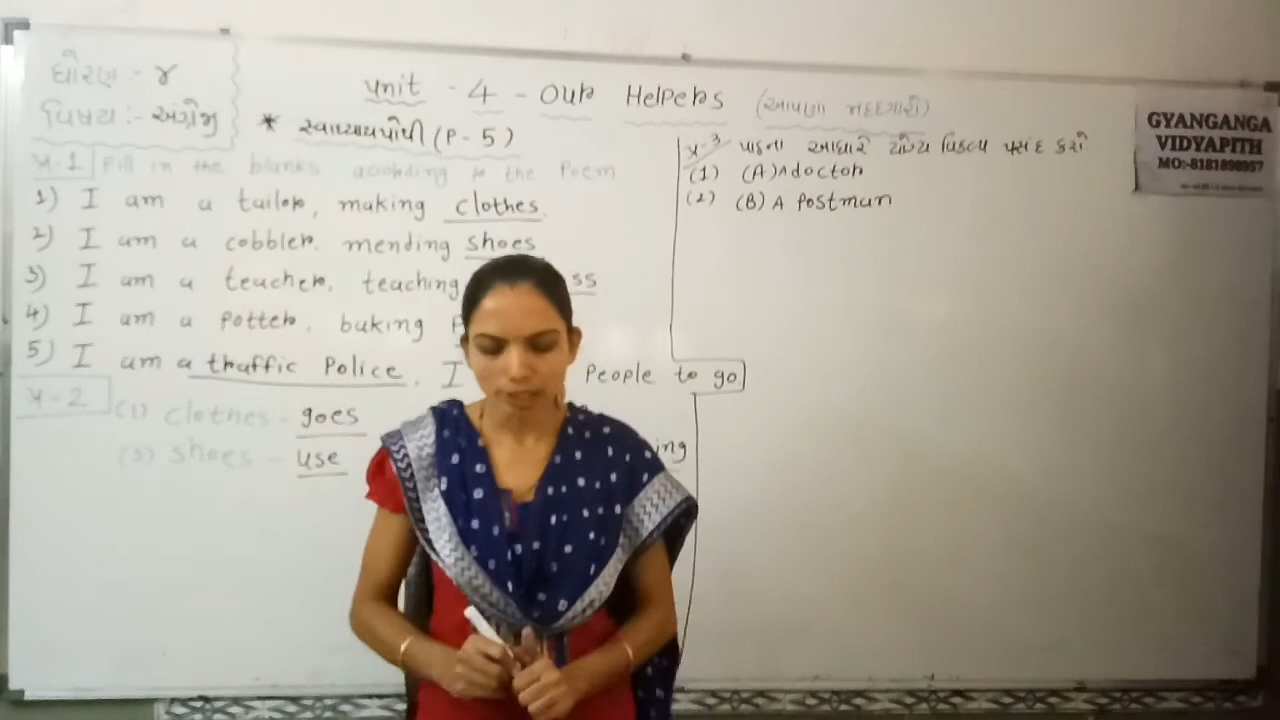 ધોરણ - ૪
વિષય :- અંગ્રેજી
Unit - 4 - Our Helpers (આપણા મદદગારો)
* સ્વાધ્યાયપોથી (P-5)
પ્ર-1 Fill in the blanks according to the Poem
1) I am a tailor, making clothes.
2) I am a cobbler. mending shoes
3) I am a teacher, teaching ss
4) I am a potter, baking P
5) I am a traffic Police. I People to go.
પ્ર-2 (1) clothes - goes
(3) shoes - use ing
પ્ર-3 પાઠના આધારે યોગ્ય વિકલ્પ પસંદ કરો
(1) (A) A doctor
(2) (B) A Postman
GYANGANGA
VIDYAPITH
MO:-8181898957